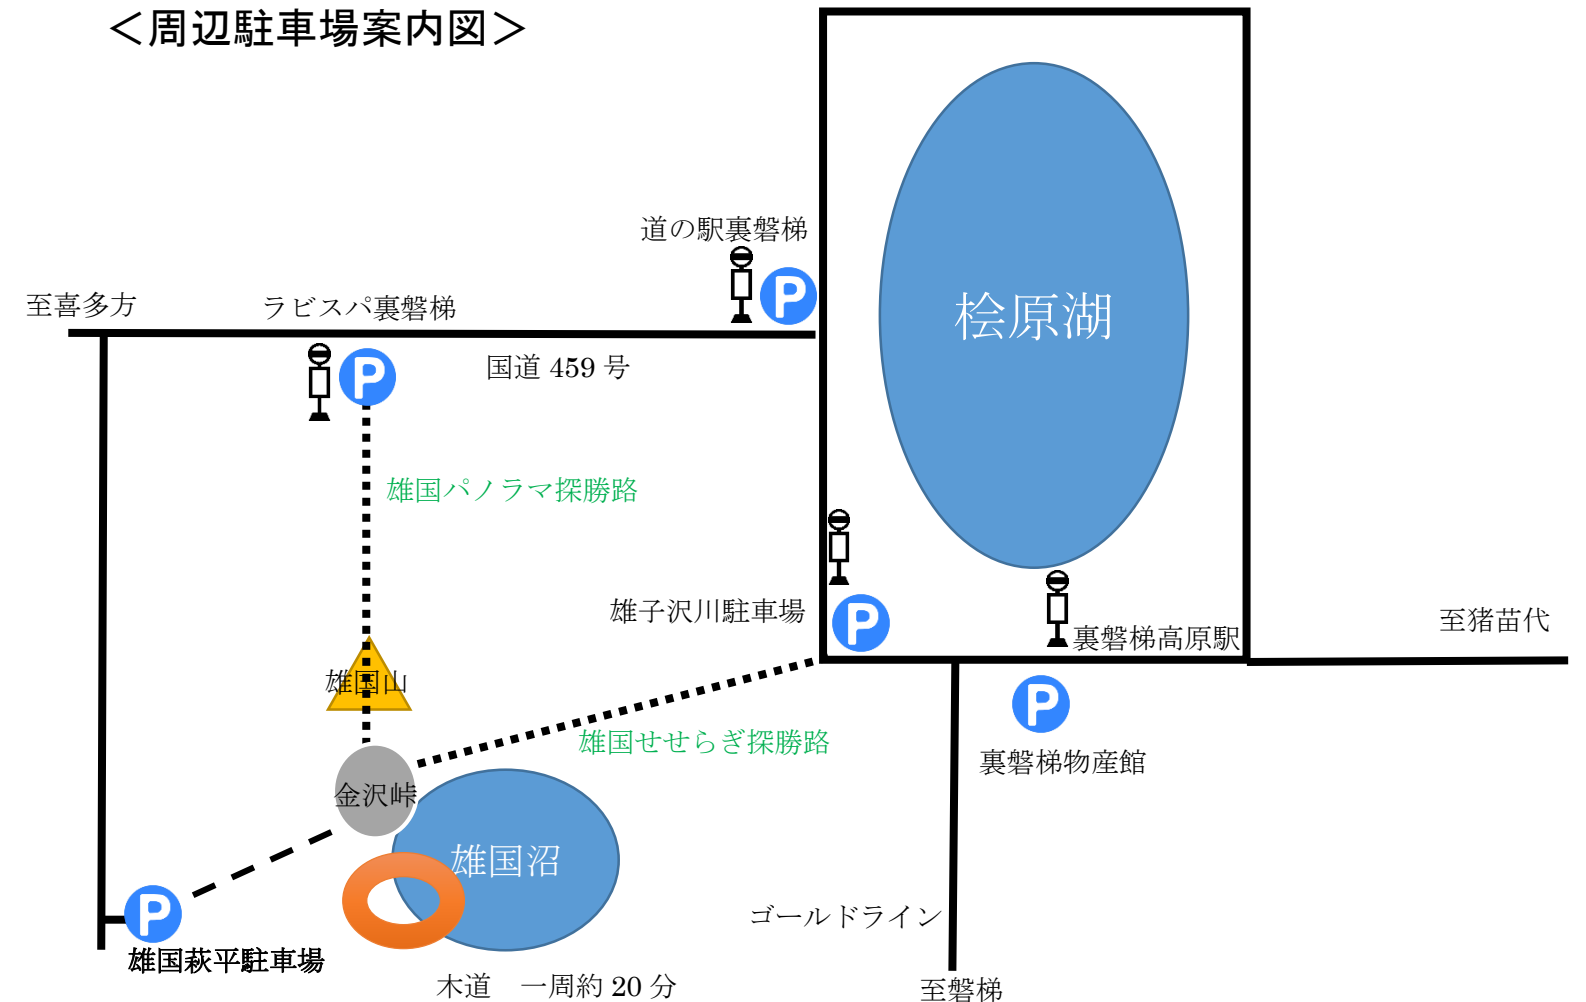 ＜周辺駐車場案内図＞
道の駅裏磐梯
P
至喜多方
ラビスパ裏磐梯
桧原湖
国道 459 号
P
雄国パノラマ探勝路
雄子沢川駐車場
P
裏磐梯高原駅
至猪苗代
雄国山
P
雄国せせらぎ探勝路
裏磐梯物産館
金沢峠
雄国沼
P
ゴールドライン
雄国萩平駐車場
木道　一周約 20 分
至磐梯